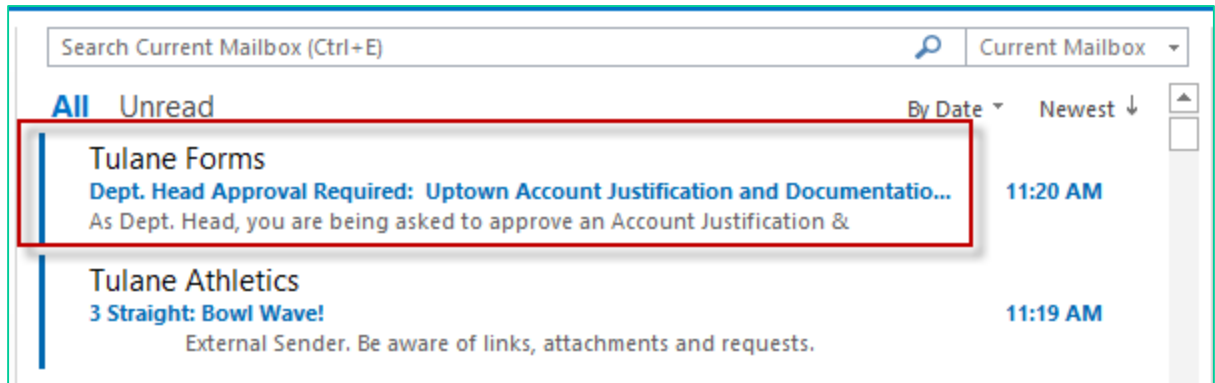 Search Current Mailbox (Ctrl+E) Current Mailbox
All Unread By Date Newest ↓
Tulane Forms
Dept. Head Approval Required: Uptown Account Justification and Documentatio... 11:20 AM
As Dept. Head, you are being asked to approve an Account Justification &
Tulane Athletics
3 Straight: Bowl Wave! 11:19 AM
External Sender. Be aware of links, attachments and requests.